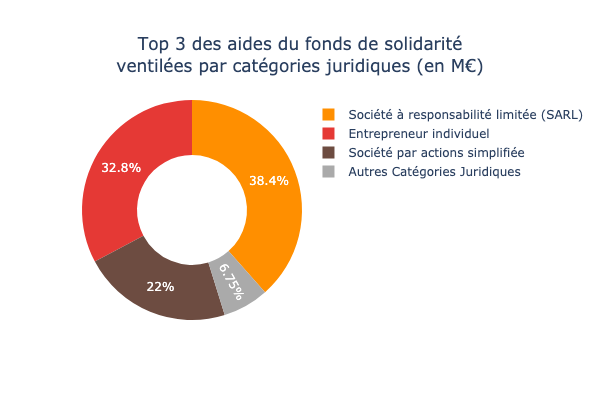 Top 3 des aides du fonds de solidarité
ventilées par catégories juridiques (en M€)
Société à responsabilité limitée (SARL)
Entrepreneur individuel
Société par actions simplifiée
Autres Catégories Juridiques
32.8%
38.4%
22%
6.75%